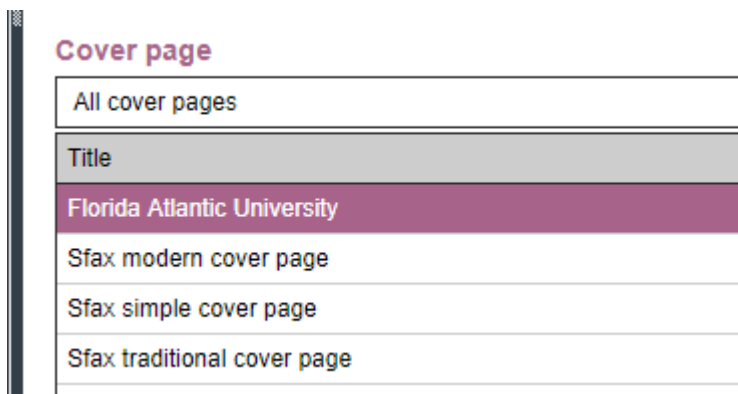 Cover page
All cover pages
Title
Florida Atlantic University
Sfax modern cover page
Sfax simple cover page
Sfax traditional cover page